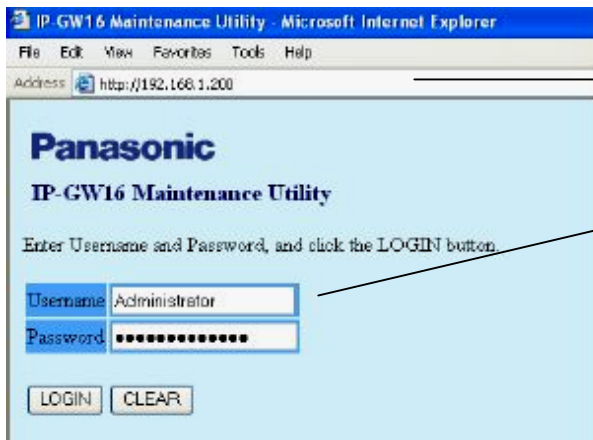 IP-GW16 Maintenance Utility - Microsoft Internet Explorer
File Edit View Favorites Tools Help
Address http://192.168.1.200
Panasonic
IP-GW16 Maintenance Utility
Enter Username and Password, and click the LOGIN button.
Username Administrator
Password •••••••••••••
LOGIN CLEAR